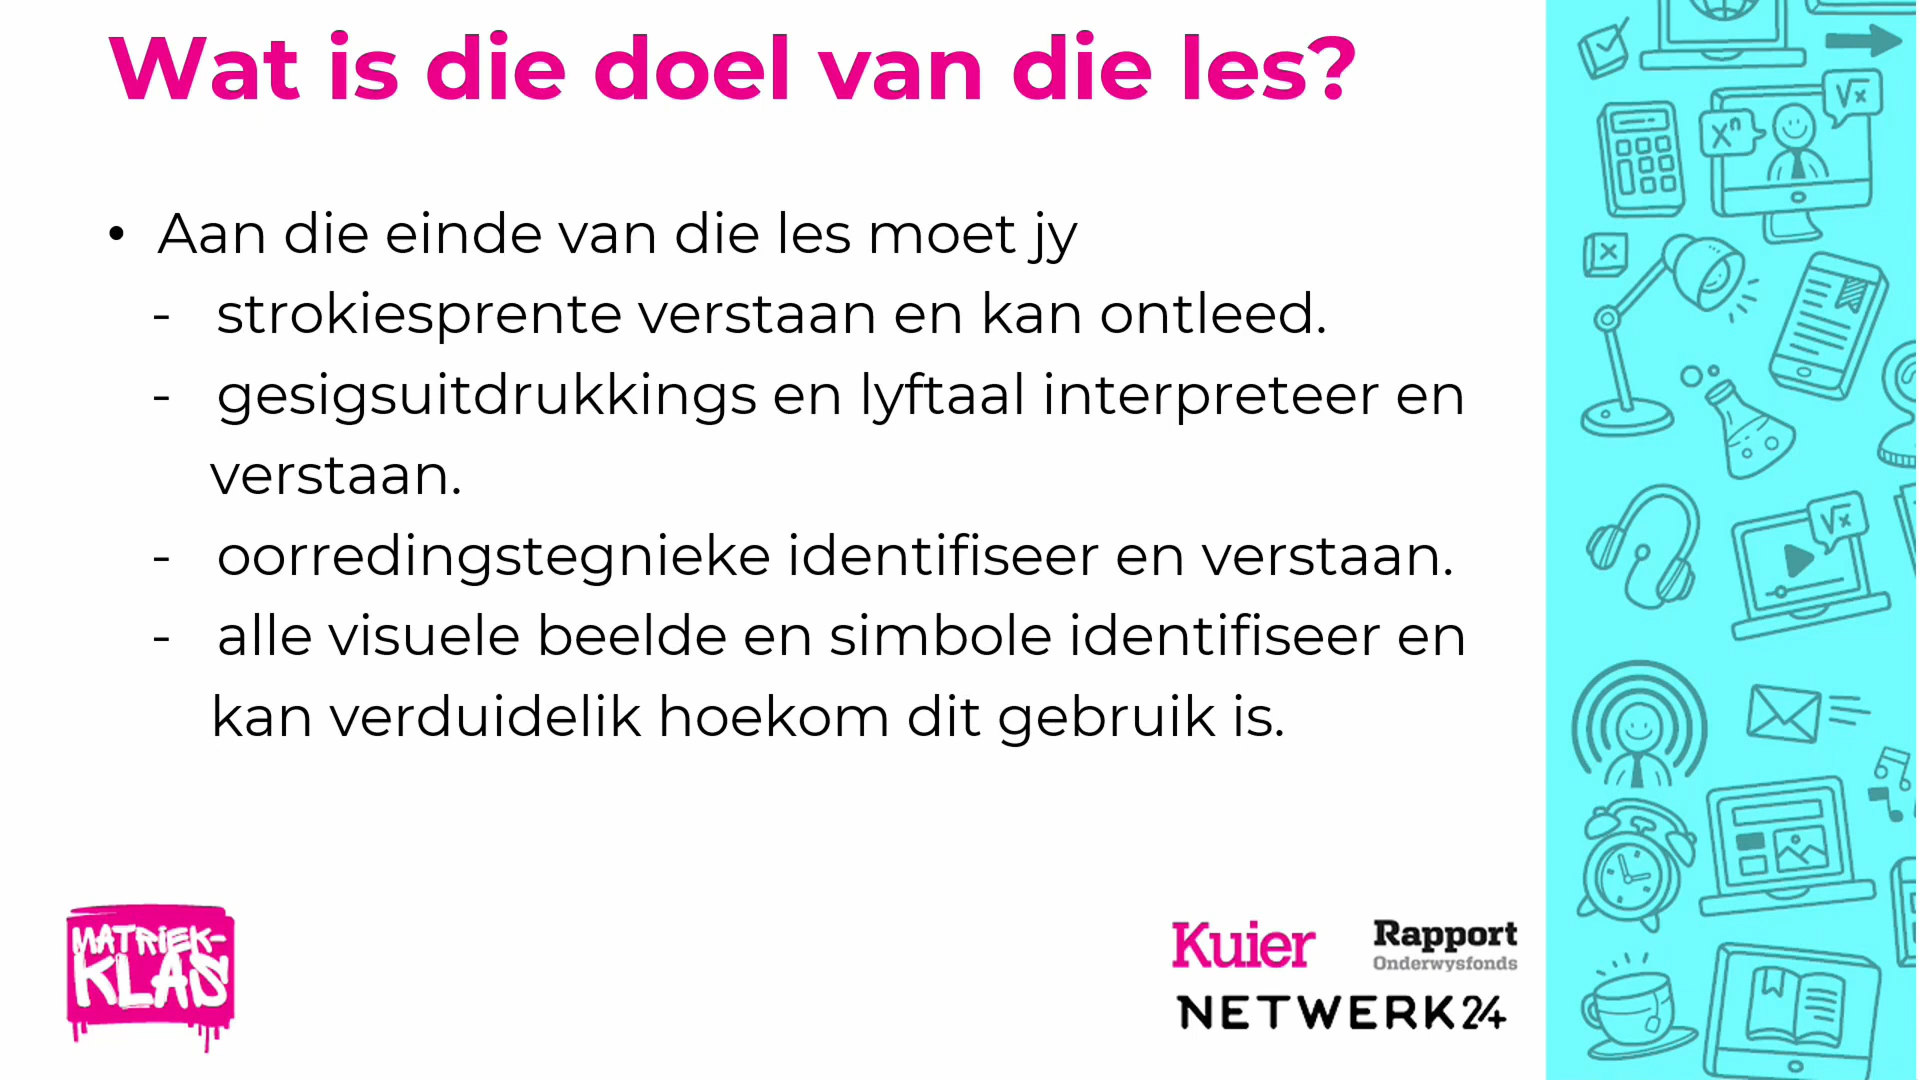 Wat is die doel van die les?
• Aan die einde van die les moet jy
- strokiesprente verstaan en kan ontleed.
- gesigsuitdrukkings en lyftaal interpreteer en
verstaan.
- oorredingstegnieke identifiseer en verstaan.
- alle visuele beelde en simbole identifiseer en
kan verduidelik hoekom dit gebruik is.
MATRIEK-
KLAS
Kuier
Rapport
Onderwysfonds
NETWERK24
√x
xⁿ
x
√x